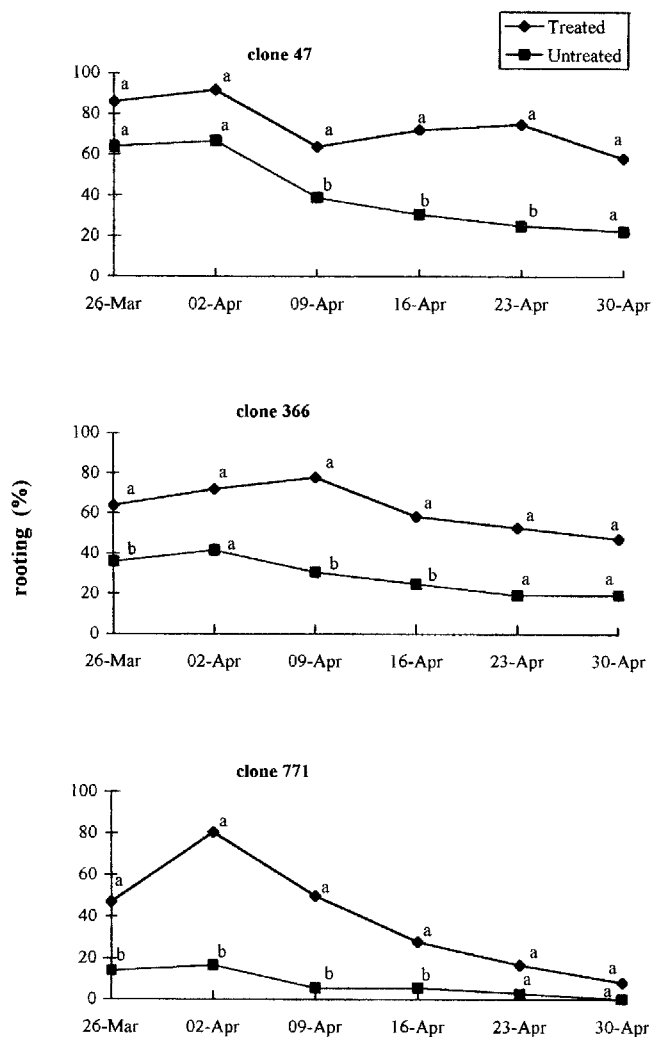 Treated
Untreated
clone 47
100
80
60
40
20
0
a a a a a a
a a b b b a
26-Mar 02-Apr 09-Apr 16-Apr 23-Apr 30-Apr
rooting (%)
clone 366
100
80
60
40
20
0
a a a a a a
b a b b a a
26-Mar 02-Apr 09-Apr 16-Apr 23-Apr 30-Apr
clone 771
100
80
60
40
20
0
a a a a a a
b b b b a a
26-Mar 02-Apr 09-Apr 16-Apr 23-Apr 30-Apr